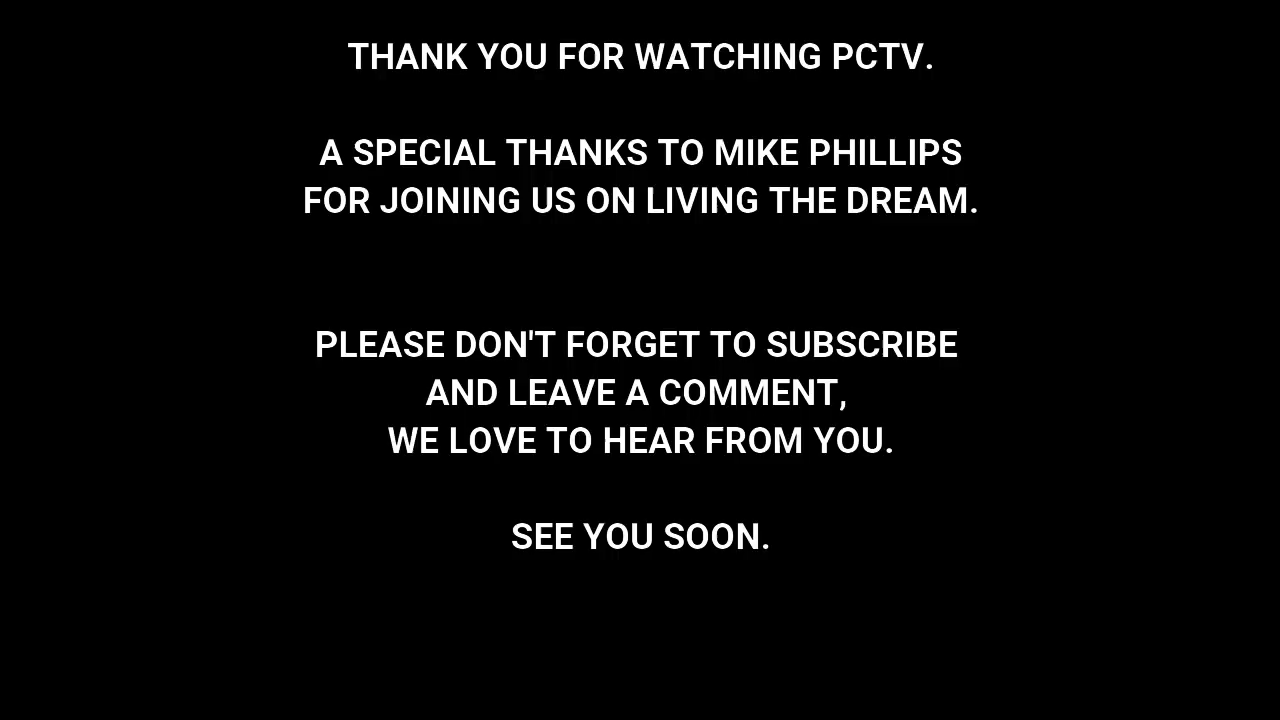 THANK YOU FOR WATCHING PCTV.
A SPECIAL THANKS TO MIKE PHILLIPS
FOR JOINING US ON LIVING THE DREAM.
PLEASE DON'T FORGET TO SUBSCRIBE
AND LEAVE A COMMENT,
WE LOVE TO HEAR FROM YOU.
SEE YOU SOON.